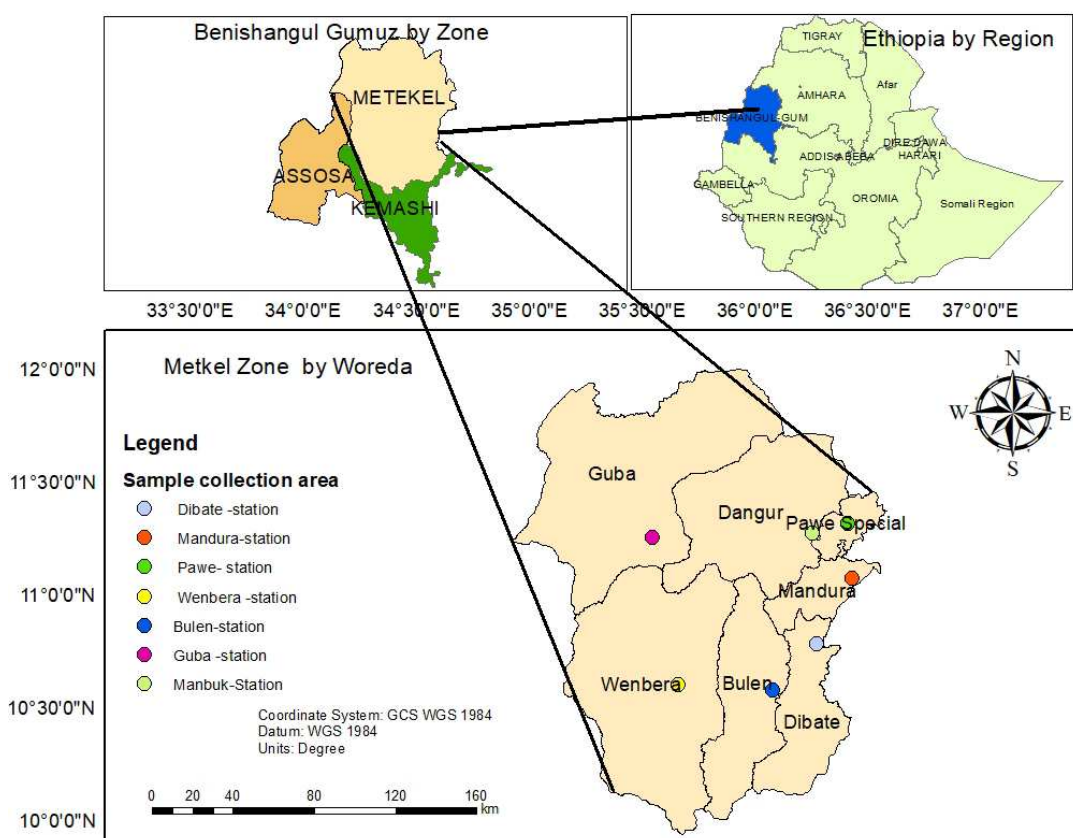 Benishangul Gumuz by Zone
METEKEL
ASSOSA
KEMASHI
Ethiopia by Region
TIGRAY
Afar
AMHARA
BENISHANGUL-GUM
DIRE DAWA
ADDIS ABEBA
HARARI
GAMBELLA
OROMIA
Somali Region
SOUTHERN REGION
33°30'0"E 34°0'0"E 34°30'0"E 35°0'0"E 35°30'0"E 36°0'0"E 36°30'0"E 37°0'0"E
Metkel Zone by Woreda
12°0'0"N
11°30'0"N
11°0'0"N
10°30'0"N
10°0'0"N
N
W
E
S
Legend
Sample collection area
Dibate -station
Mandura-station
Pawe- station
Wenbera -station
Bulen-station
Guba -station
Manbuk-Station
Coordinate System: GCS WGS 1984
Datum: WGS 1984
Units: Degree
0 20 40 80 120 160
km
Guba
Dangur
Pawe Special
Mandura
Wenbera
Bulen
Dibate